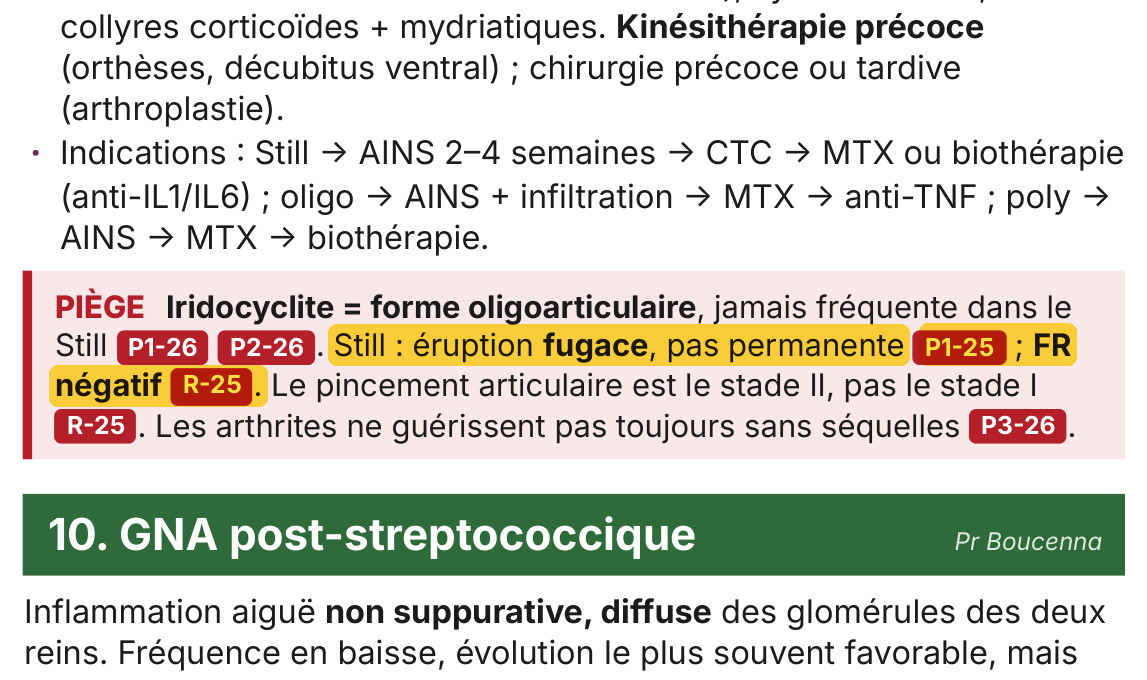 collyres corticoïdes + mydriatiques. Kinésithérapie précoce
(orthèses, décubitus ventral) ; chirurgie précoce ou tardive
(arthroplastie).
· Indications : Still → AINS 2–4 semaines → CTC → MTX ou biothérapie
(anti-IL1/IL6) ; oligo → AINS + infiltration → MTX → anti-TNF ; poly →
AINS → MTX → biothérapie.
PIÈGE Iridocyclite = forme oligoarticulaire, jamais fréquente dans le
Still P1-26 P2-26. Still : éruption fugace, pas permanente P1-25 ; FR
négatif R-25. Le pincement articulaire est le stade II, pas le stade I
R-25. Les arthrites ne guérissent pas toujours sans séquelles P3-26.
10. GNA post-streptococcique Pr Boucenna
Inflammation aiguë non suppurative, diffuse des glomérules des deux
reins. Fréquence en baisse, évolution le plus souvent favorable, mais